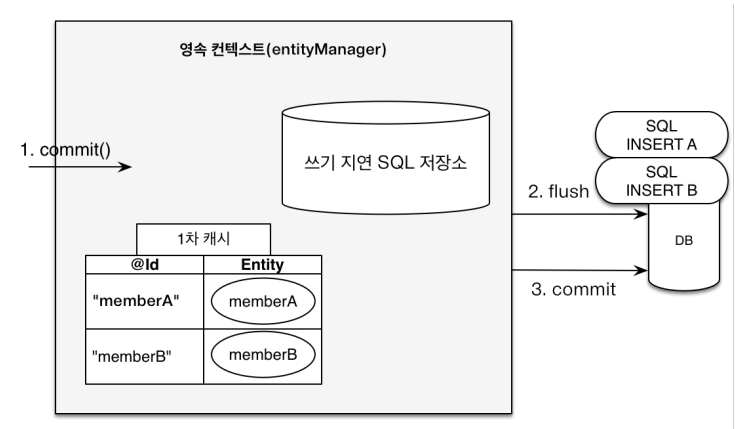 영속 컨텍스트(entityManager)
1. commit()
쓰기 지연 SQL 저장소
SQL
INSERT A
SQL
INSERT B
2. flush
DB
3. commit
1차 캐시
@Id Entity
"memberA" memberA
"memberB" memberB